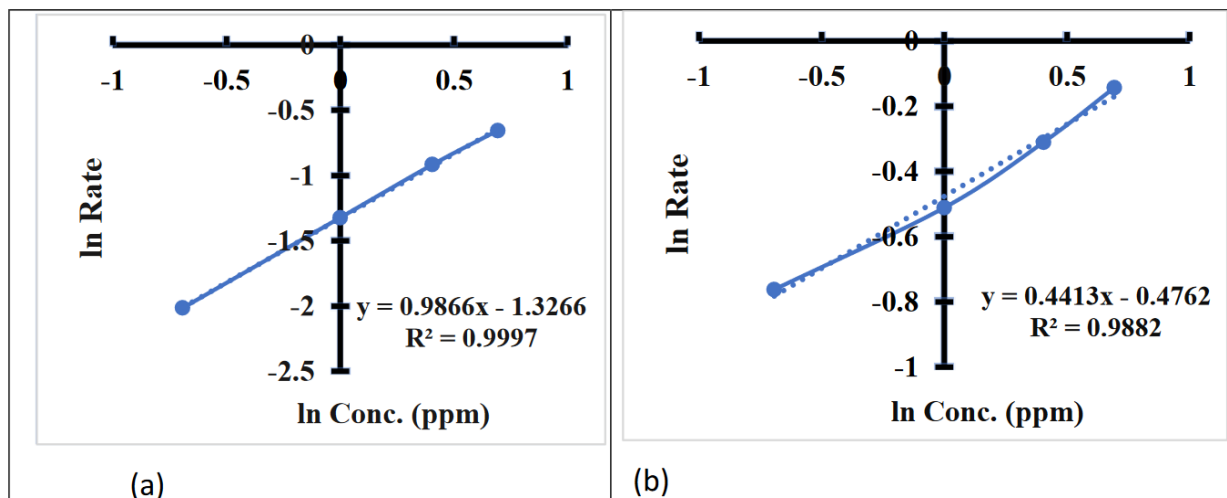 0
-1
-0.5
0
0.5
1
-0.5
-1
-1.5
-2
-2.5
ln Rate
y = 0.9866x - 1.3266
R² = 0.9997
ln Conc. (ppm)
(a)
0
-1
-0.5
0
0.5
1
-0.2
-0.4
-0.6
-0.8
-1
ln Rate
y = 0.4413x - 0.4762
R² = 0.9882
ln Conc. (ppm)
(b)